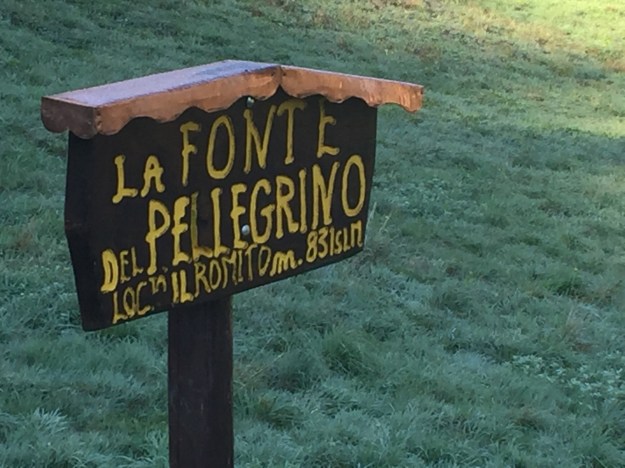 LA FONTE
DEL PELLEGRINO
LOC. IL ROMITO m. 831 SLM